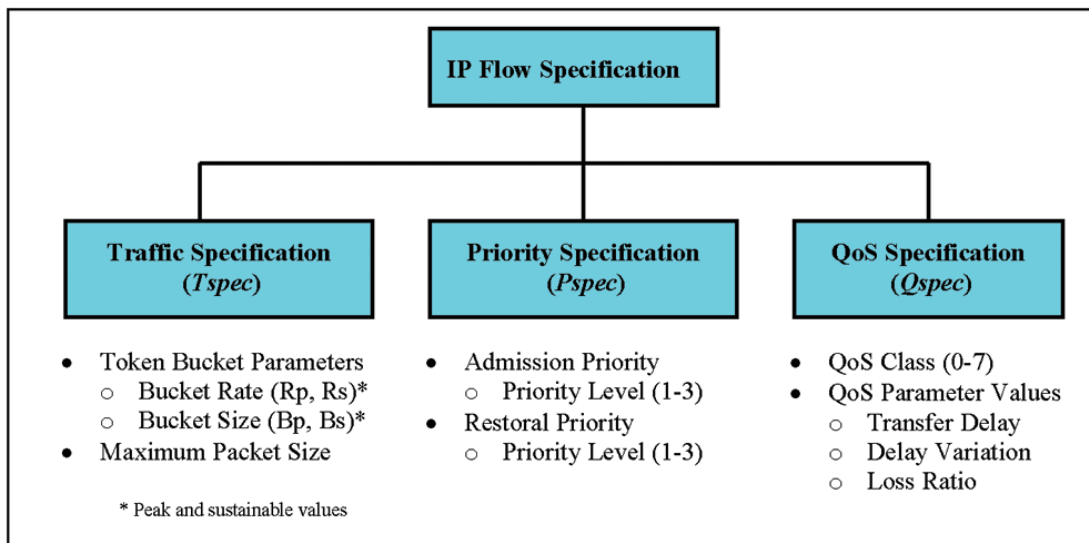 IP Flow Specification
Traffic Specification
(Tspec)
Priority Specification
(Pspec)
QoS Specification
(Qspec)
• Token Bucket Parameters
o Bucket Rate (Rp, Rs)*
o Bucket Size (Bp, Bs)*
• Maximum Packet Size
* Peak and sustainable values
• Admission Priority
o Priority Level (1-3)
• Restoral Priority
o Priority Level (1-3)
• QoS Class (0-7)
• QoS Parameter Values
o Transfer Delay
o Delay Variation
o Loss Ratio